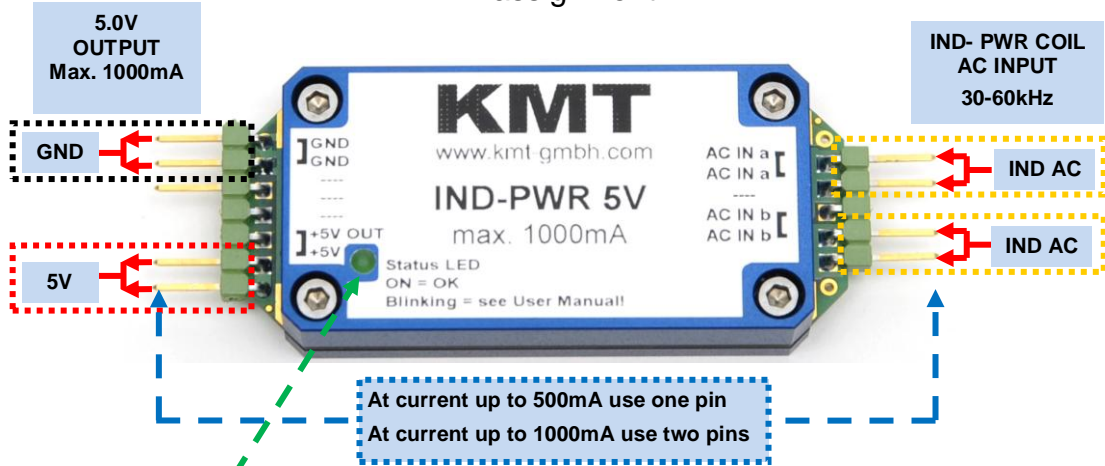 5.0V
OUTPUT
Max. 1000mA
IND- PWR COIL
AC INPUT
30-60kHz
GND
5V
GND
GND
----
----
----
+5V OUT
+5V
KMT
www.kmt-gmbh.com
IND-PWR 5V
max. 1000mA
Status LED
ON = OK
Blinking = see User Manual!
AC IN a
AC IN a
----
AC IN b
AC IN b
IND AC
IND AC
At current up to 500mA use one pin
At current up to 1000mA use two pins